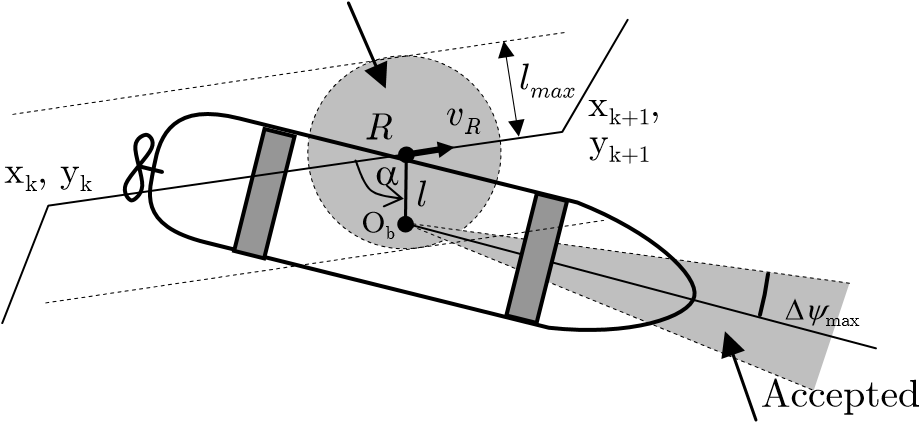 l_max
x_k+1,
y_k+1
v_R
R
x_k, y_k
α
l
O_b
Δψ_max
Accepted